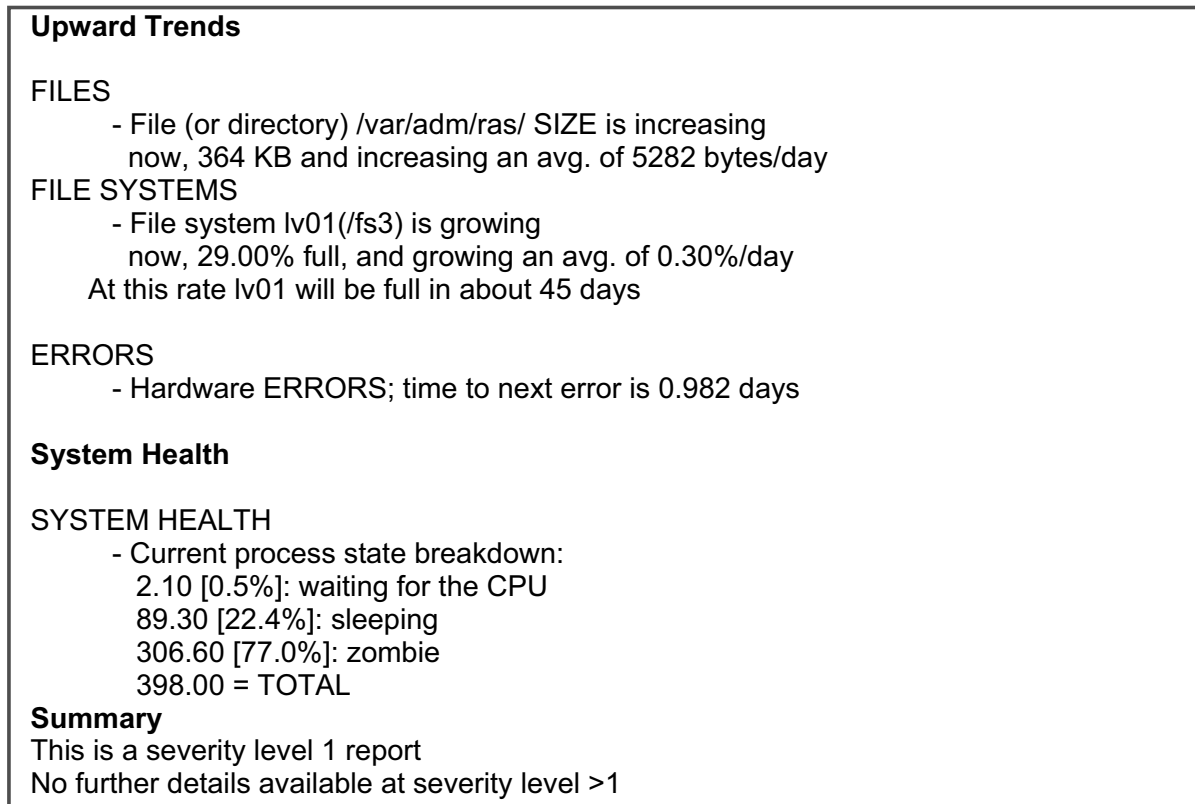 Upward Trends
FILES
- File (or directory) /var/adm/ras/ SIZE is increasing
now, 364 KB and increasing an avg. of 5282 bytes/day
FILE SYSTEMS
- File system lv01(/fs3) is growing
now, 29.00% full, and growing an avg. of 0.30%/day
At this rate lv01 will be full in about 45 days
ERRORS
- Hardware ERRORS; time to next error is 0.982 days
System Health
SYSTEM HEALTH
- Current process state breakdown:
2.10 [0.5%]: waiting for the CPU
89.30 [22.4%]: sleeping
306.60 [77.0%]: zombie
398.00 = TOTAL
Summary
This is a severity level 1 report
No further details available at severity level >1